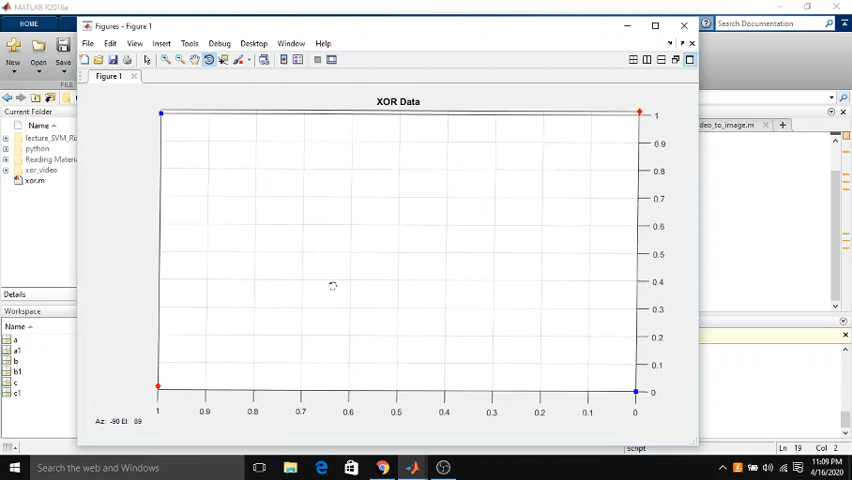 MATLAB R2016a
HOME
Search Documentation
New
Open
Save
FILE
Current Folder
Name
lecture_SVM_Ri
python
Reading Materia
xor_video
xor.m
Details
Workspace
Name
a
a1
b
b1
c
c1
Figures - Figure 1
File Edit View Insert Tools Debug Desktop Window Help
Figure 1
XOR Data
1
0.9
0.8
0.7
0.6
0.5
0.4
0.3
0.2
0.1
0
1 0.9 0.8 0.7 0.6 0.5 0.4 0.3 0.2 0.1 0
Az: -90 El: 89
deo_to_image.m
script
Ln 19 Col 2
Search the web and Windows
11:09 PM
4/16/2020